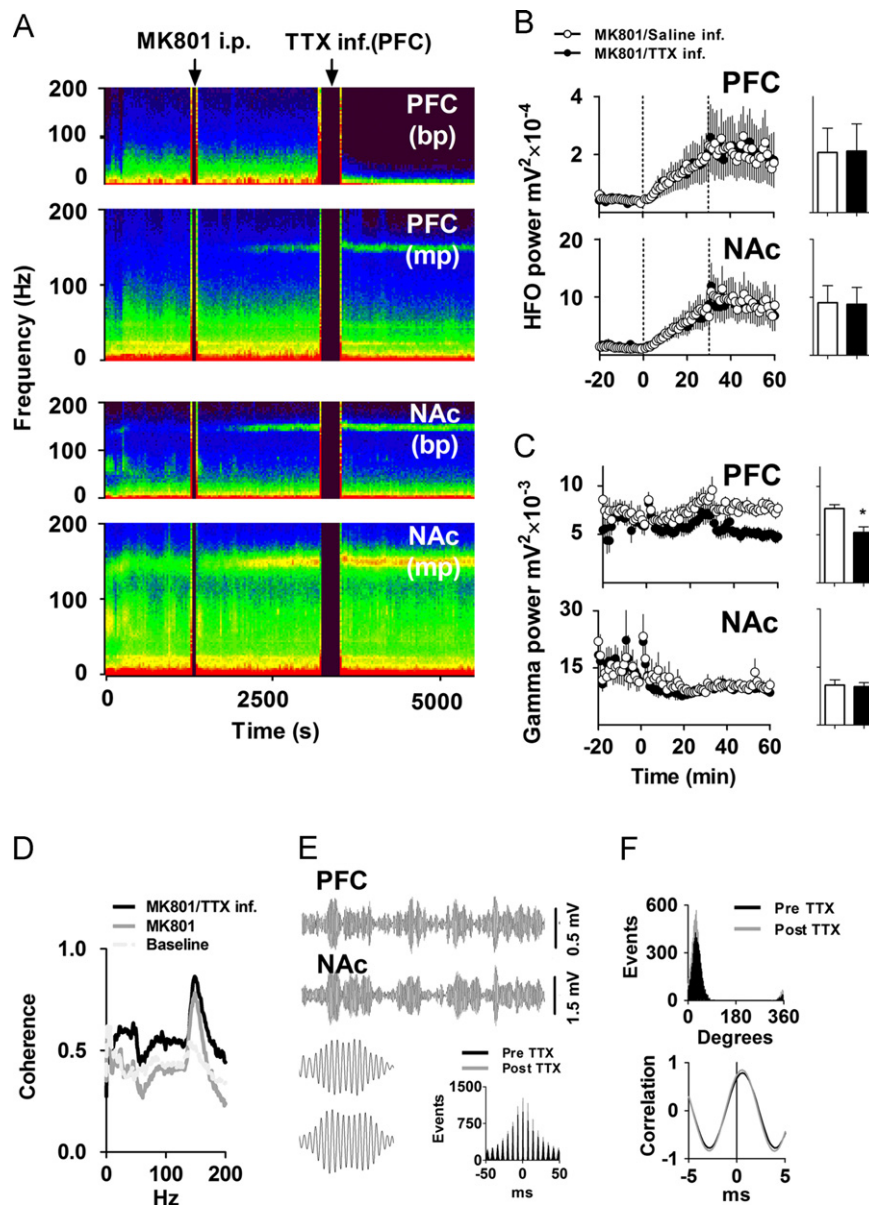 A
MK801 i.p.
TTX inf.(PFC)
Frequency (Hz)
200
100
0
PFC
(bp)
200
100
0
PFC
(mp)
200
100
0
NAc
(bp)
200
100
0
NAc
(mp)
0
2500
5000
Time (s)
B
MK801/Saline inf.
MK801/TTX inf.
HFO power mV²×10⁻⁴
PFC
4
2
NAc
20
10
-20
0
20
40
60
C
Gamma power mV²×10⁻³
PFC
10
5
*
NAc
30
15
-20
0
20
40
60
Time (min)
D
MK801/TTX inf.
MK801
Baseline
Coherence
1.0
0.5
0.0
0
100
200
Hz
E
PFC
0.5 mV
NAc
1.5 mV
Pre TTX
Post TTX
Events
1500
750
0
-50
-25
0
25
50
ms
F
Pre TTX
Post TTX
Events
600
300
0
0
180
360
Degrees
Correlation
1
0
-1
-5
0
5
ms